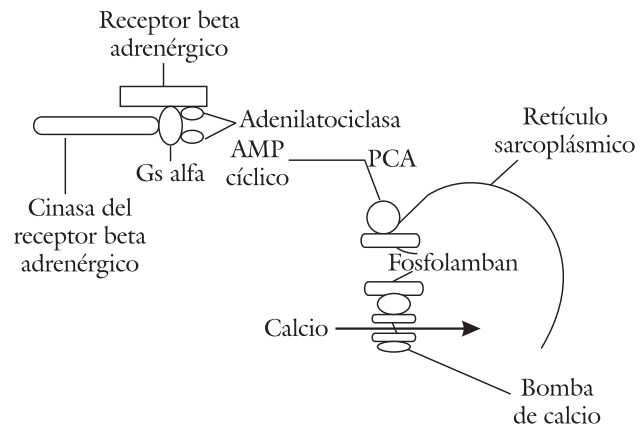 Receptor beta
adrenérgico
Adenilatociclasa
Retículo
sarcoplásmico
AMP
cíclico
PCA
Gs alfa
Cinasa del
receptor beta
adrenérgico
Fosfolamban
Calcio
Bomba
de calcio